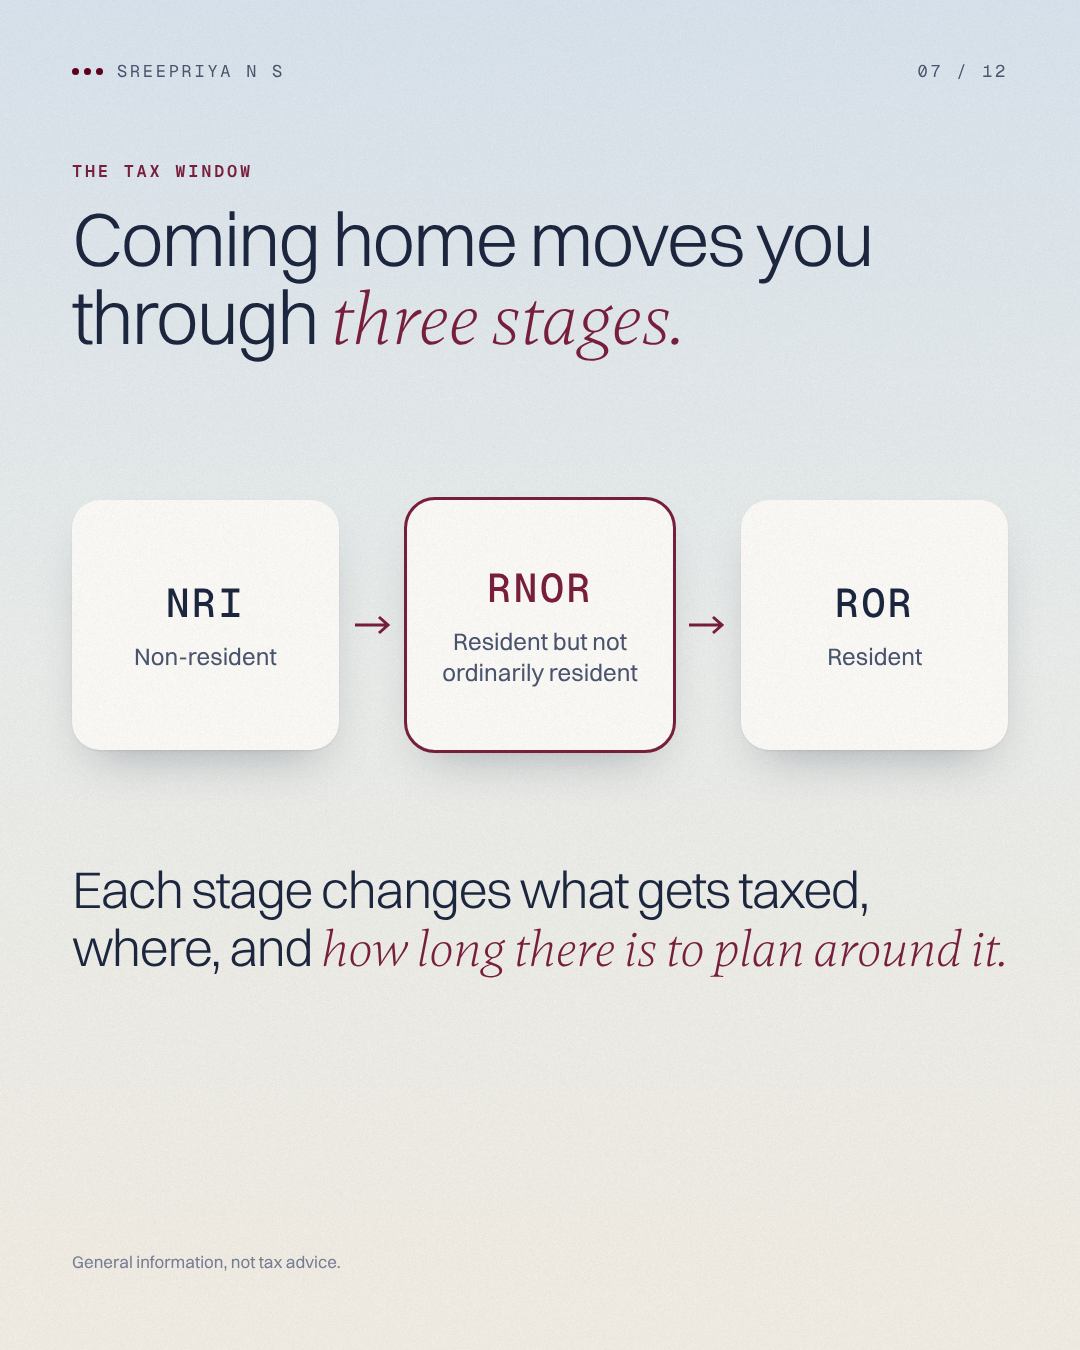 SREEPRIYA N S
07 / 12
THE TAX WINDOW
Coming home moves you
through three stages.
NRI
Non-resident
→
RNOR
Resident but not
ordinarily resident
→
ROR
Resident
Each stage changes what gets taxed,
where, and how long there is to plan around it.
General information, not tax advice.